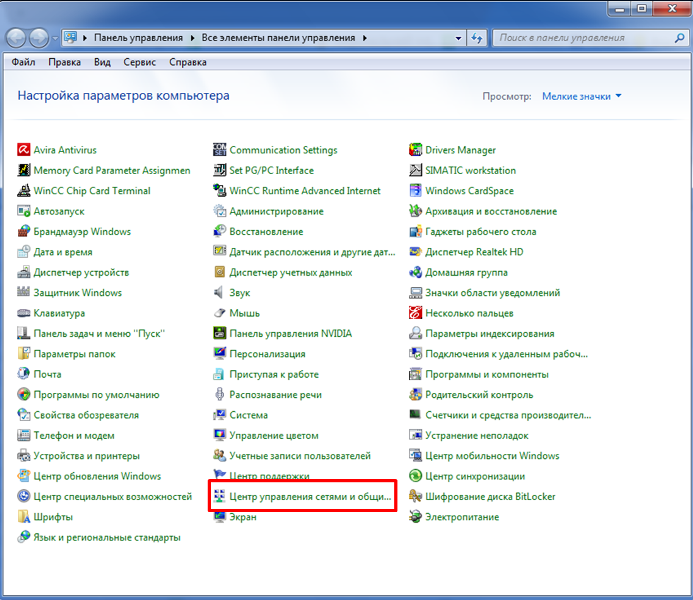 Панель управления Все элементы панели управления Поиск в панели управления
Файл Правка Вид Сервис Справка
Настройка параметров компьютера Просмотр: Мелкие значки
Avira Antivirus Communication Settings Drivers Manager
Memory Card Parameter Assignmen Set PG/PC Interface SIMATIC workstation
WinCC Chip Card Terminal WinCC Runtime Advanced Internet Windows CardSpace
Автозапуск Администрирование Архивация и восстановление
Брандмауэр Windows Восстановление Гаджеты рабочего стола
Дата и время Датчик расположения и другие дат... Диспетчер Realtek HD
Диспетчер устройств Диспетчер учетных данных Домашняя группа
Защитник Windows Звук Значки области уведомлений
Клавиатура Мышь Несколько пальцев
Панель задач и меню "Пуск" Панель управления NVIDIA Параметры индексирования
Параметры папок Персонализация Подключения к удаленным рабоч...
Почта Приступая к работе Программы и компоненты
Программы по умолчанию Распознавание речи Родительский контроль
Свойства обозревателя Система Счетчики и средства производител...
Телефон и модем Управление цветом Устранение неполадок
Устройства и принтеры Учетные записи пользователей Центр мобильности Windows
Центр обновления Windows Центр поддержки Центр синхронизации
Центр специальных возможностей Центр управления сетями и общи... Шифрование диска BitLocker
Шрифты Экран Электропитание
Язык и региональные стандарты